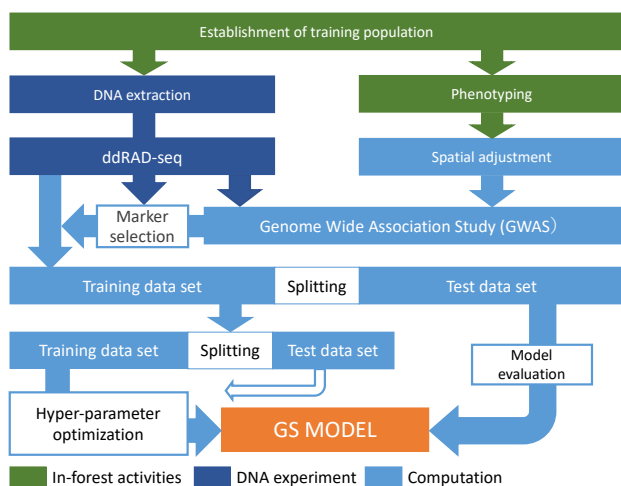 Establishment of training population
DNA extraction
Phenotyping
ddRAD-seq
Spatial adjustment
Marker
selection
Genome Wide Association Study (GWAS）
Training data set
Splitting
Test data set
Training data set
Splitting
Test data set
Model
evaluation
Hyper-parameter
optimization
GS MODEL
In-forest activities
DNA experiment
Computation